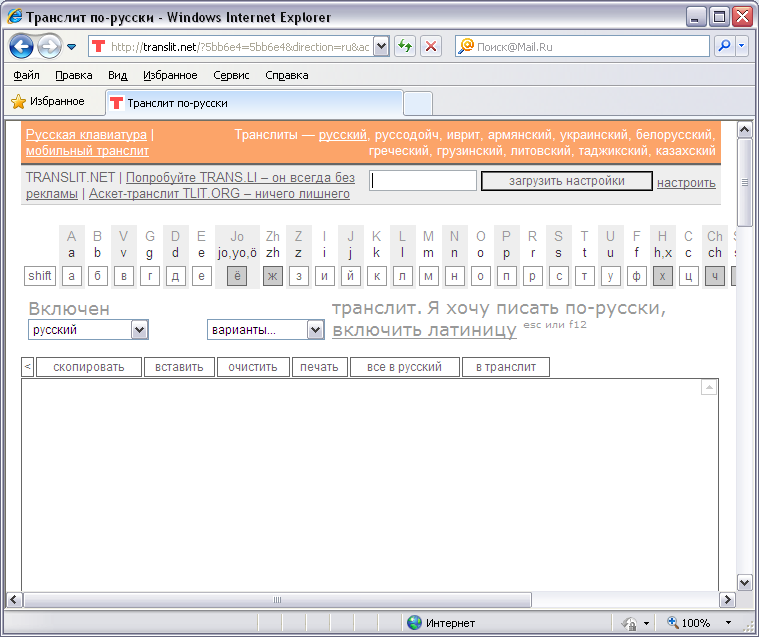 Транслит по-русски - Windows Internet Explorer
http://translit.net/?5bb6e4=5bb6e4&direction=ru&ac
Поиск@Mail.Ru
Файл Правка Вид Избранное Сервис Справка
Избранное
Транслит по-русски
Русская клавиатура | Транслиты — русский, руссодойч, иврит, армянский, украинский, белорусский,
мобильный транслит греческий, грузинский, литовский, таджикский, казахский
TRANSLIT.NET | Попробуйте TRANS.LI – он всегда без загрузить настройки настроить
рекламы | Аскет-транслит TLIT.ORG – ничего лишнего
A B V G D E Jo Zh Z I J K L M N O P R S T U F H C Ch
a b v g d e jo,yo,ö zh z i j k l m n o p r s t u f h,x c ch
shift а б в г д е ё ж з и й к л м н о п р с т у ф х ц ч
Включен транслит. Я хочу писать по-русски,
русский варианты... включить латиницу esc или f12
< скопировать вставить очистить печать все в русский в транслит
Интернет 100%